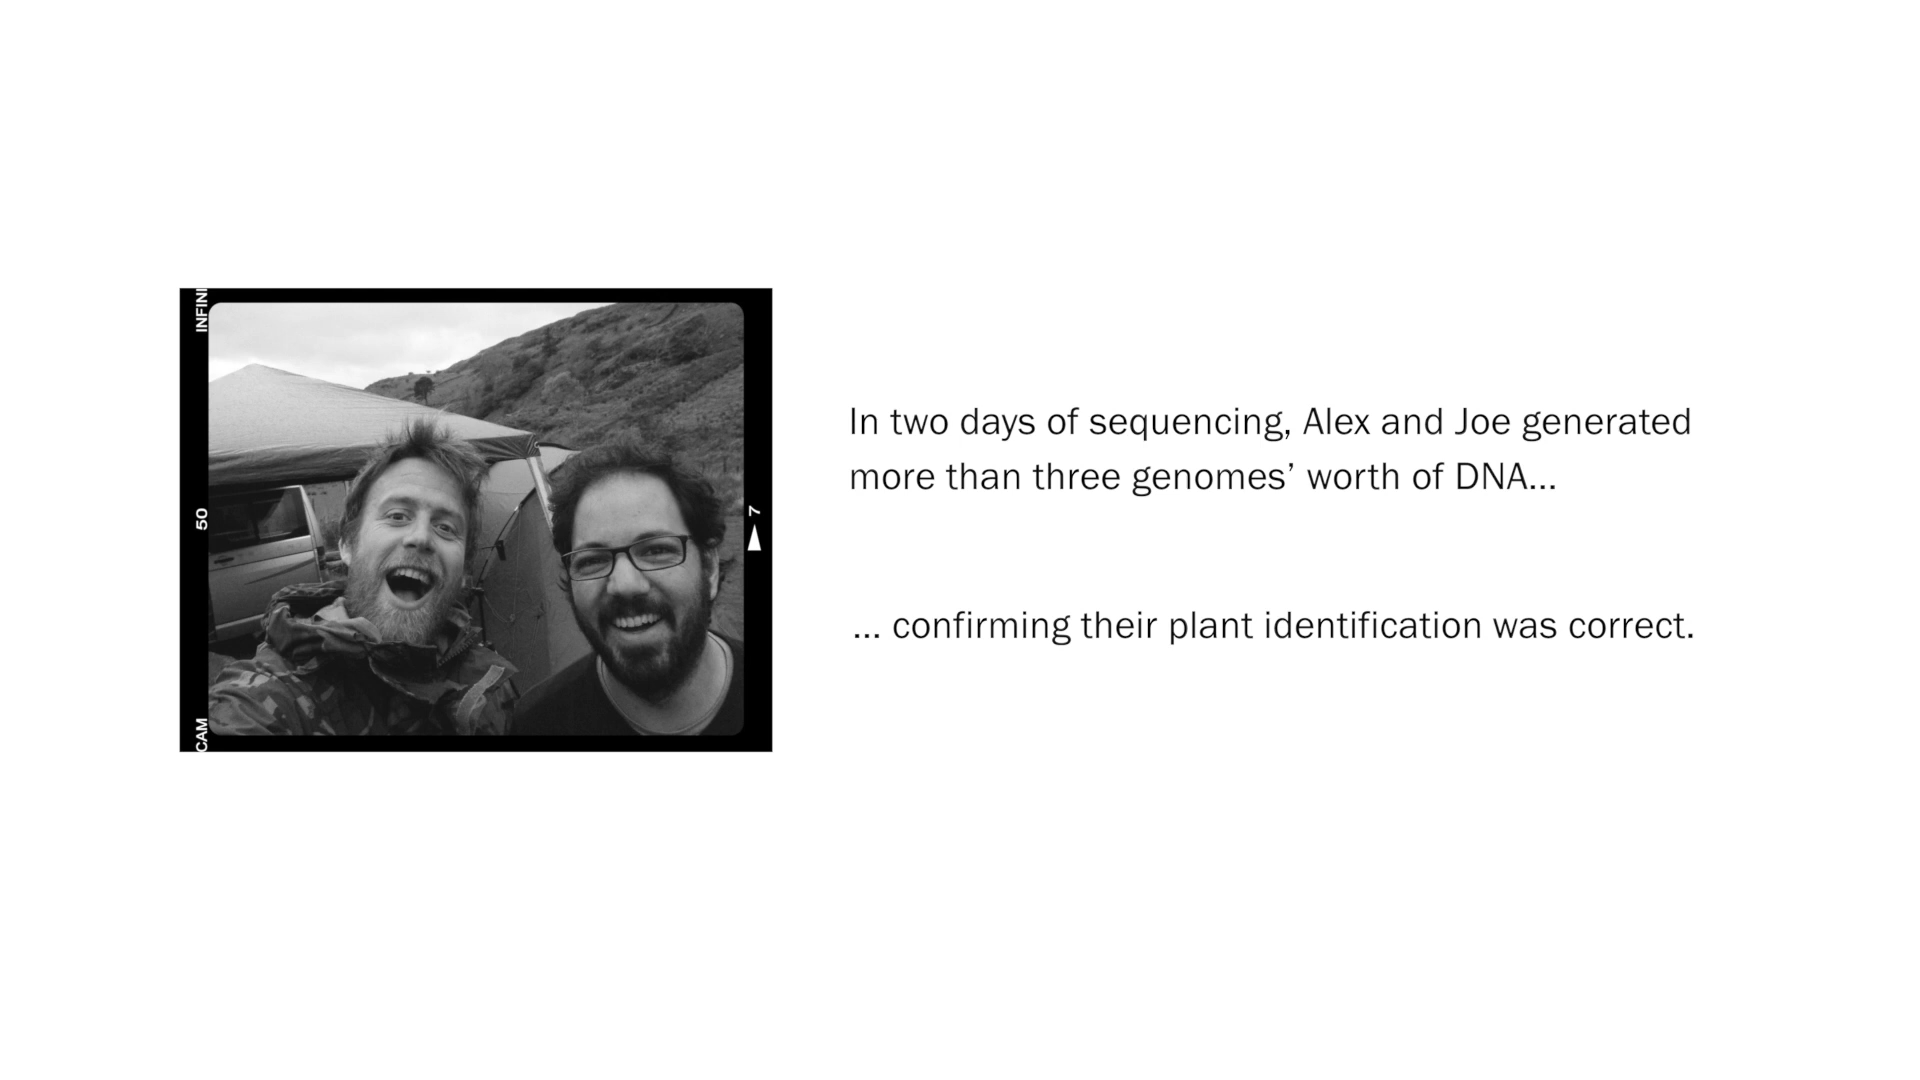 INFINI
50
CAM
7
In two days of sequencing, Alex and Joe generated
more than three genomes’ worth of DNA...
... confirming their plant identification was correct.